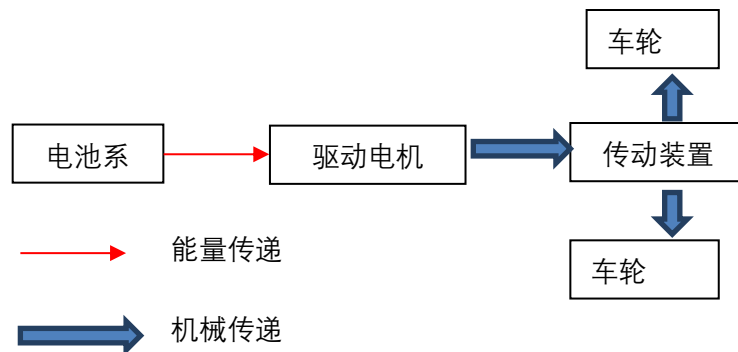 车轮
电池系
驱动电机
传动装置
能量传递
车轮
机械传递